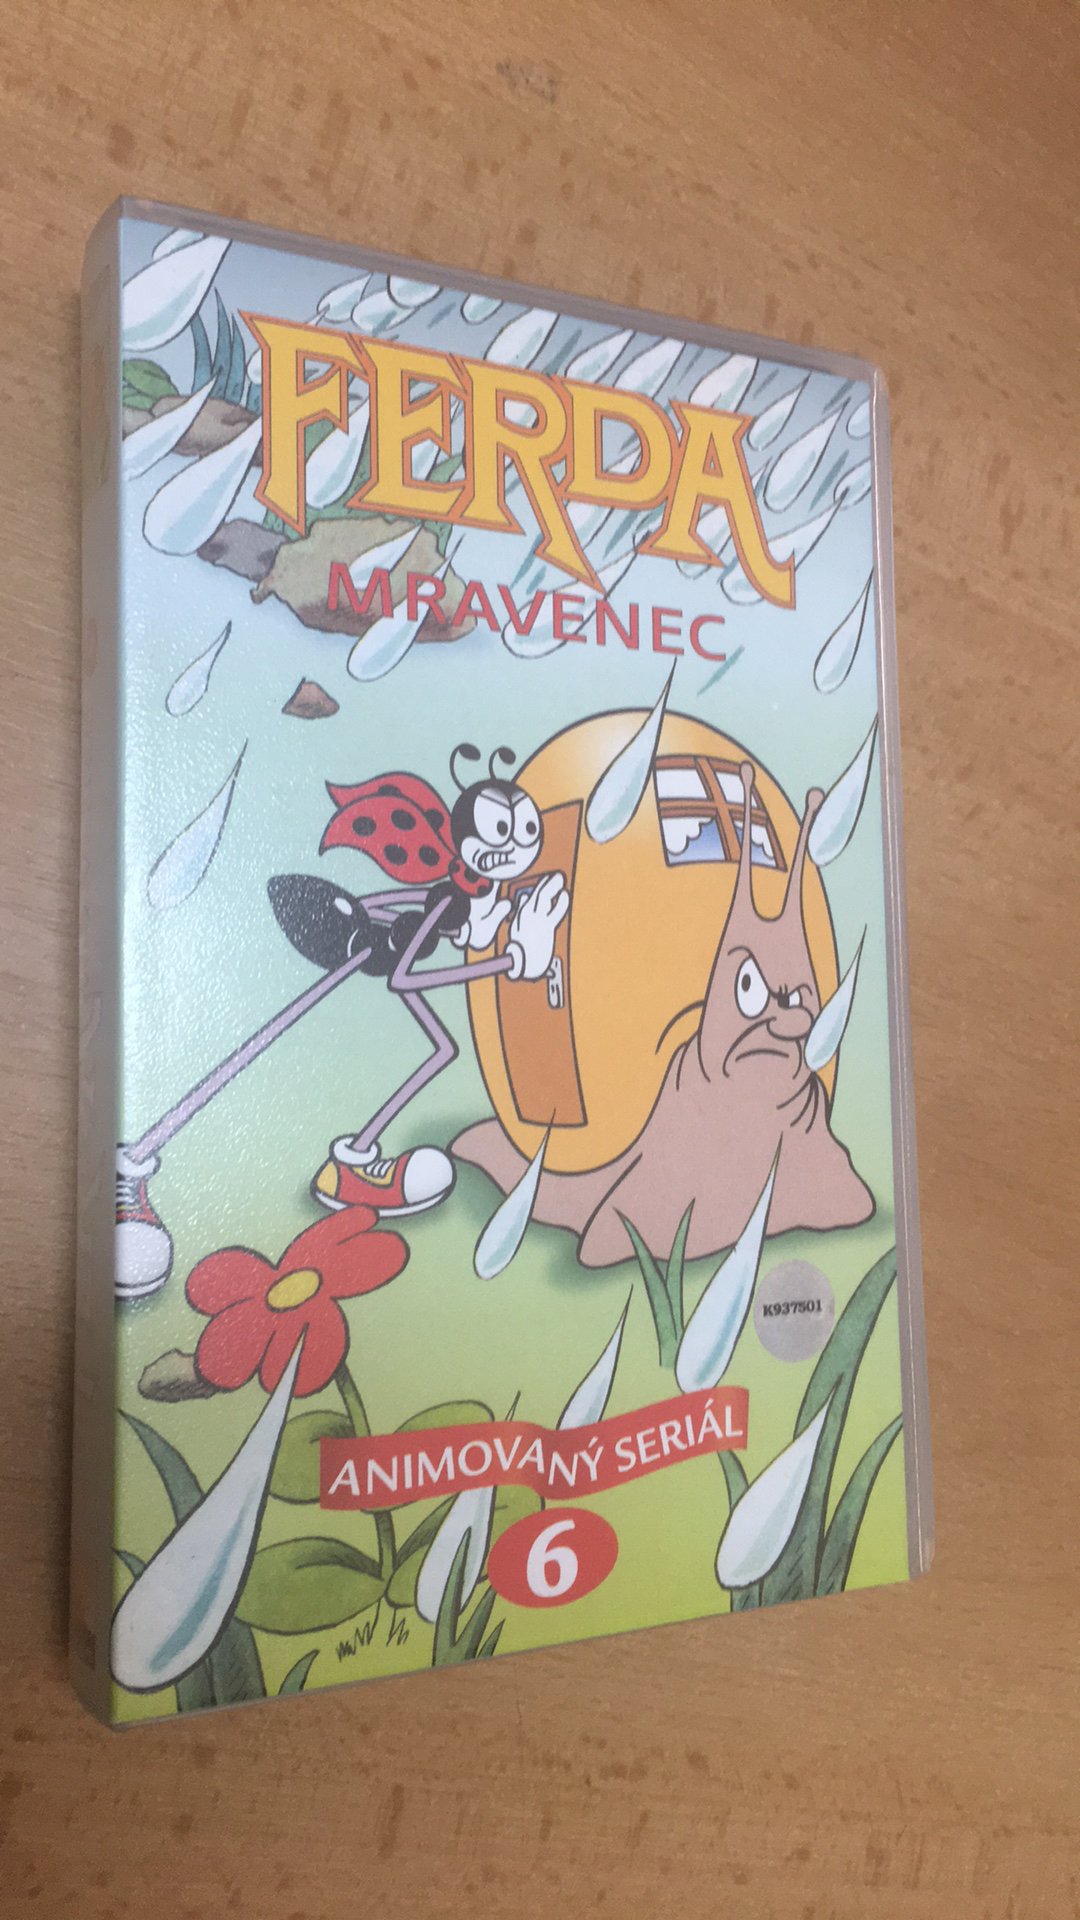 FERDA
MRAVENEC
K937501
ANIMOVANÝ SERIÁL
6